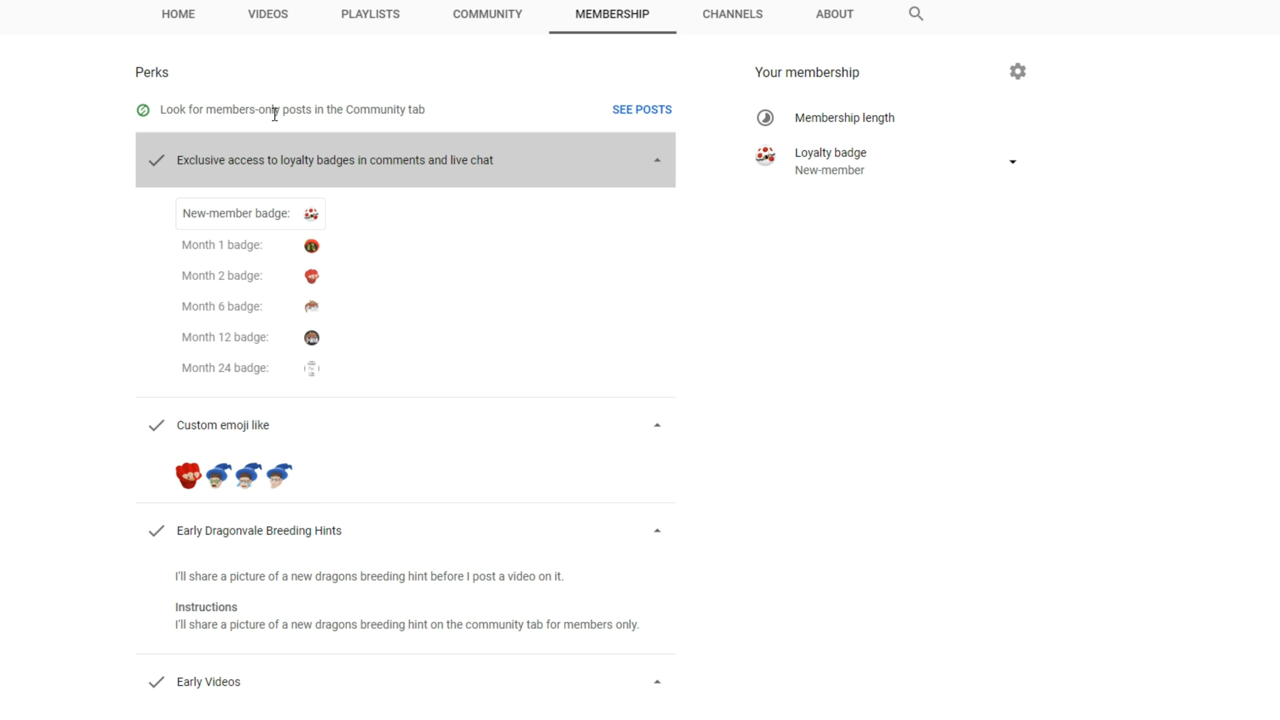 HOME VIDEOS PLAYLISTS COMMUNITY MEMBERSHIP CHANNELS ABOUT
Perks
Look for members-only posts in the Community tab SEE POSTS
Exclusive access to loyalty badges in comments and live chat
New-member badge:
Month 1 badge:
Month 2 badge:
Month 6 badge:
Month 12 badge:
Month 24 badge:
Custom emoji like
Early Dragonvale Breeding Hints
I'll share a picture of a new dragons breeding hint before I post a video on it.
Instructions
I'll share a picture of a new dragons breeding hint on the community tab for members only.
Early Videos
Your membership
Membership length
Loyalty badge
New-member